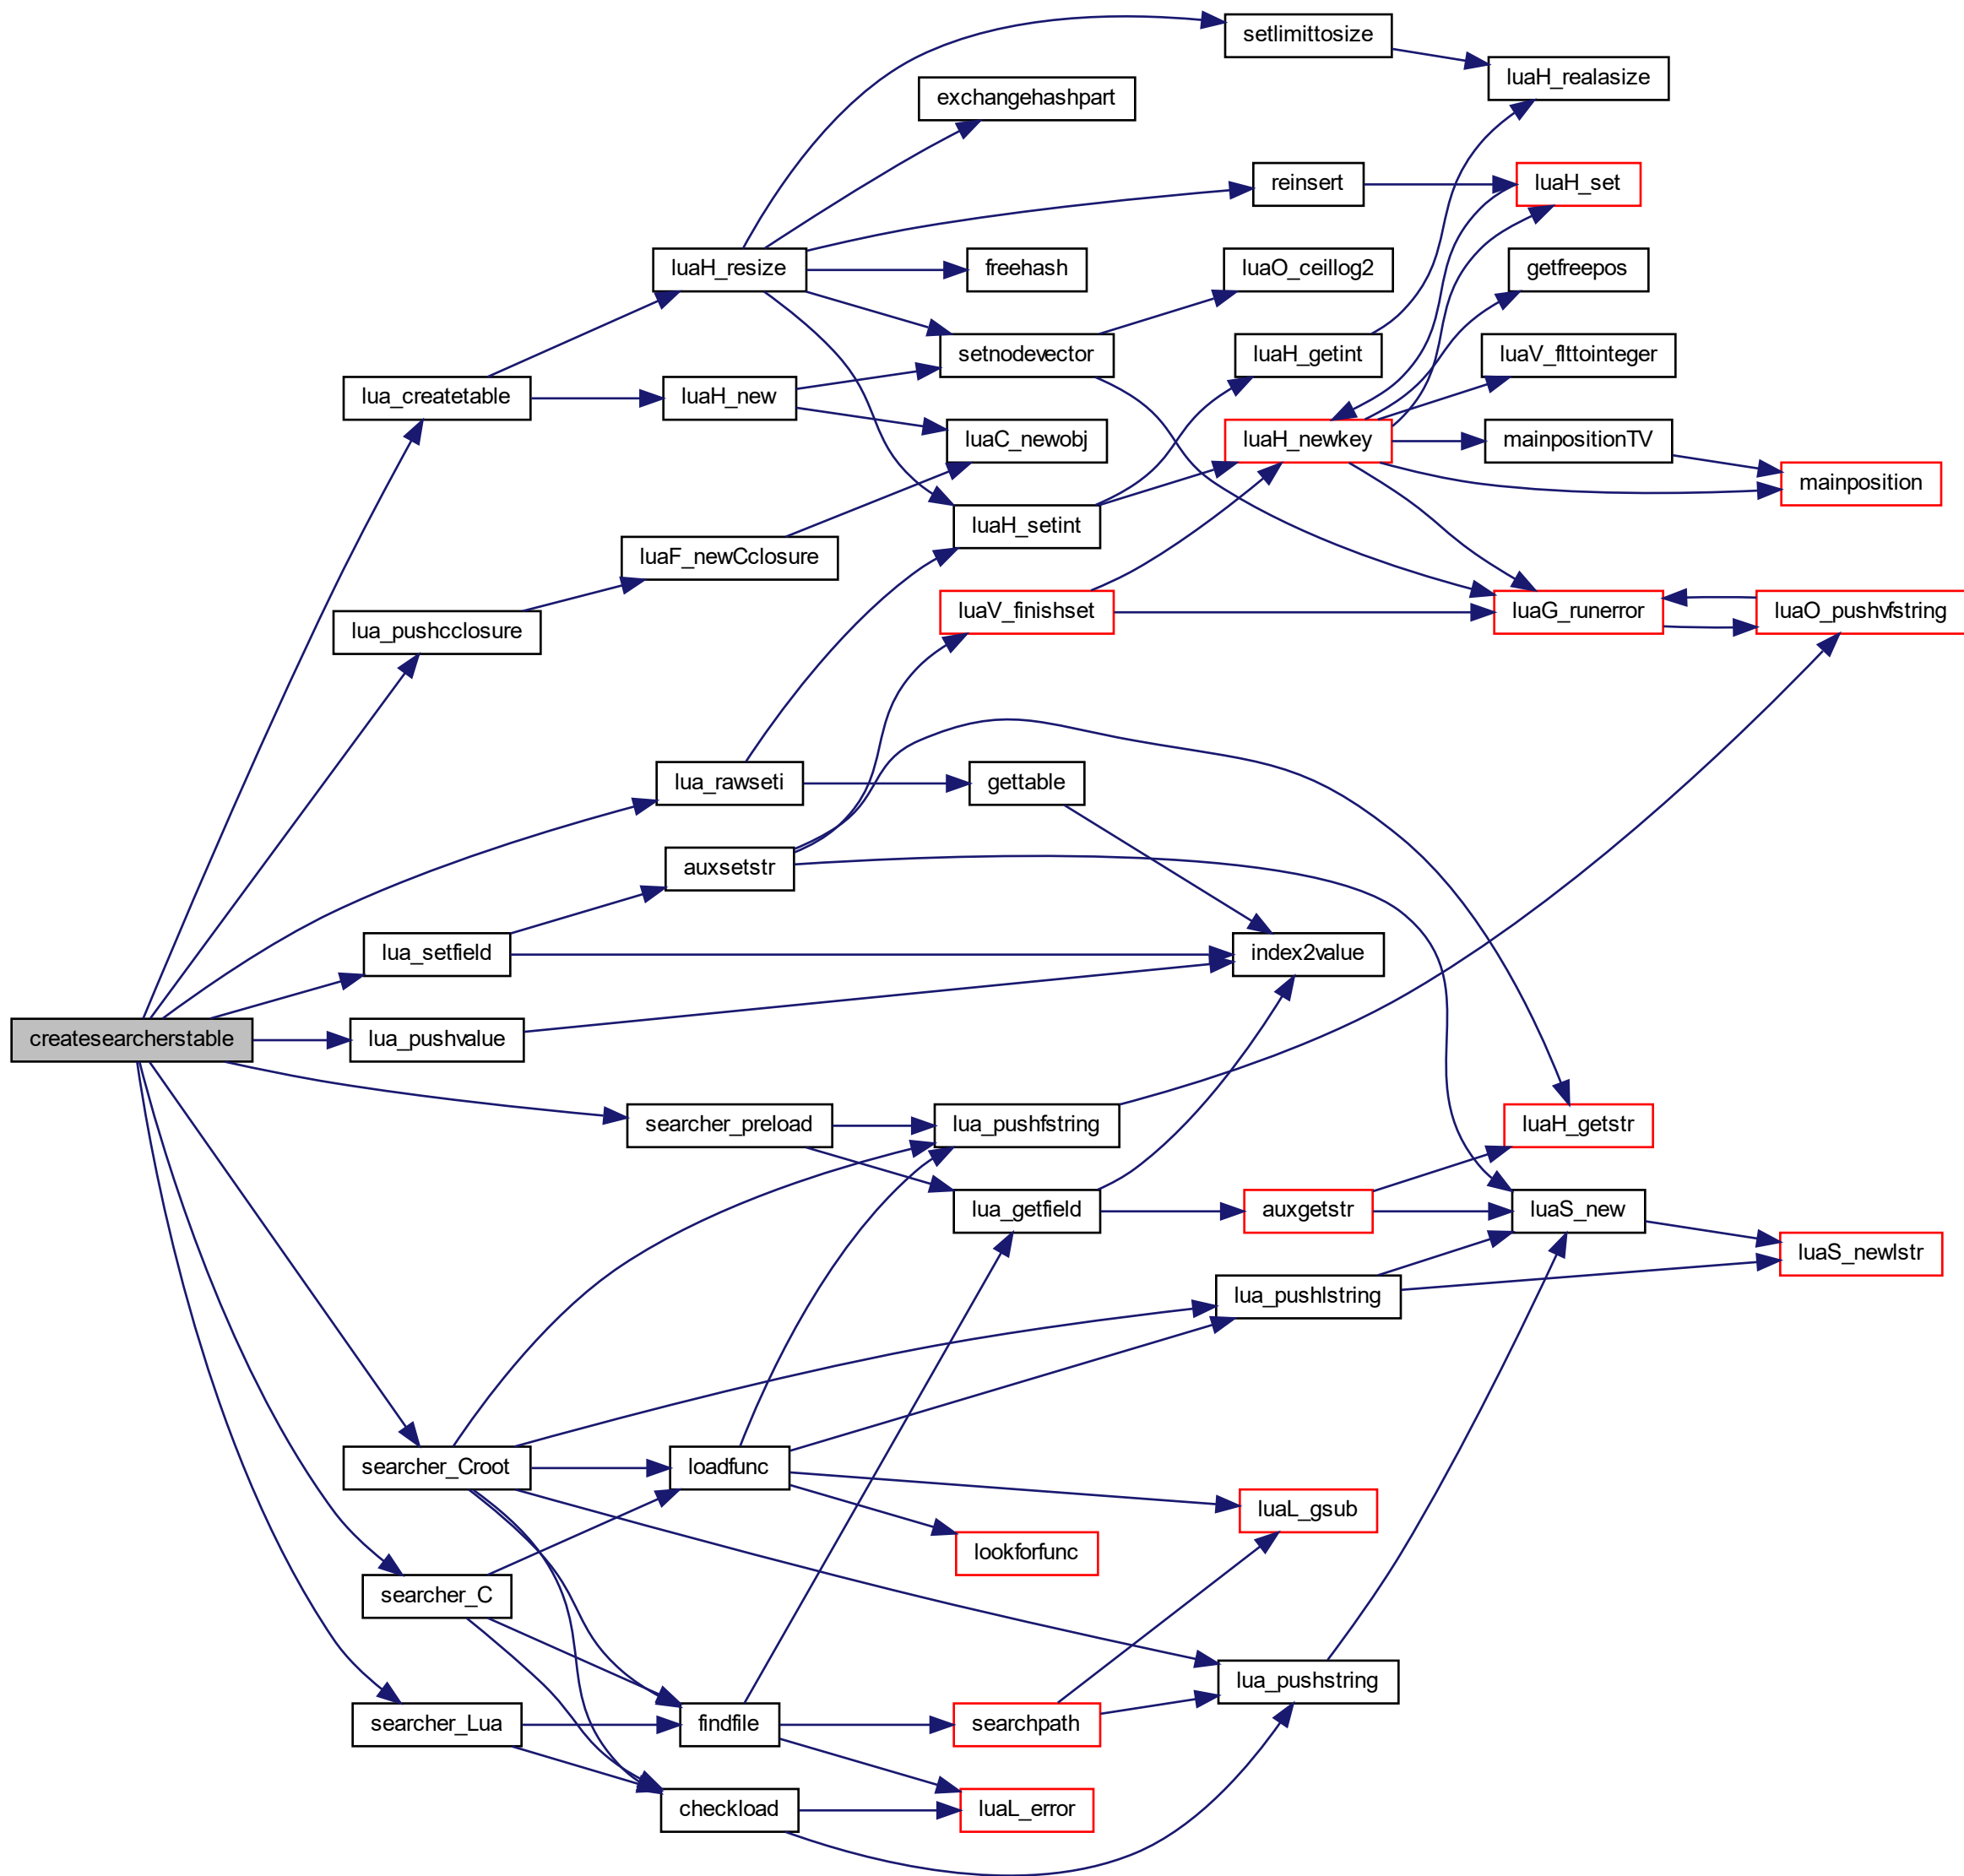 setlimittosize
luaH_realasize
exchangehashpart
reinsert
luaH_set
luaH_resize
freehash
luaO_ceillog2
getfreepos
setnodevector
luaH_getint
luaV_flttointeger
lua_createtable
luaH_new
luaC_newobj
luaH_newkey
mainpositionTV
mainposition
luaH_setint
luaF_newCclosure
lua_pushcclosure
luaV_finishset
luaG_runerror
luaO_pushvfstring
lua_rawseti
gettable
auxsetstr
lua_setfield
index2value
createsearcherstable
lua_pushvalue
searcher_preload
lua_pushfstring
luaH_getstr
lua_getfield
auxgetstr
luaS_new
luaS_newlstr
lua_pushlstring
searcher_Croot
loadfunc
luaL_gsub
lookforfunc
searcher_C
lua_pushstring
searcher_Lua
findfile
searchpath
checkload
luaL_error